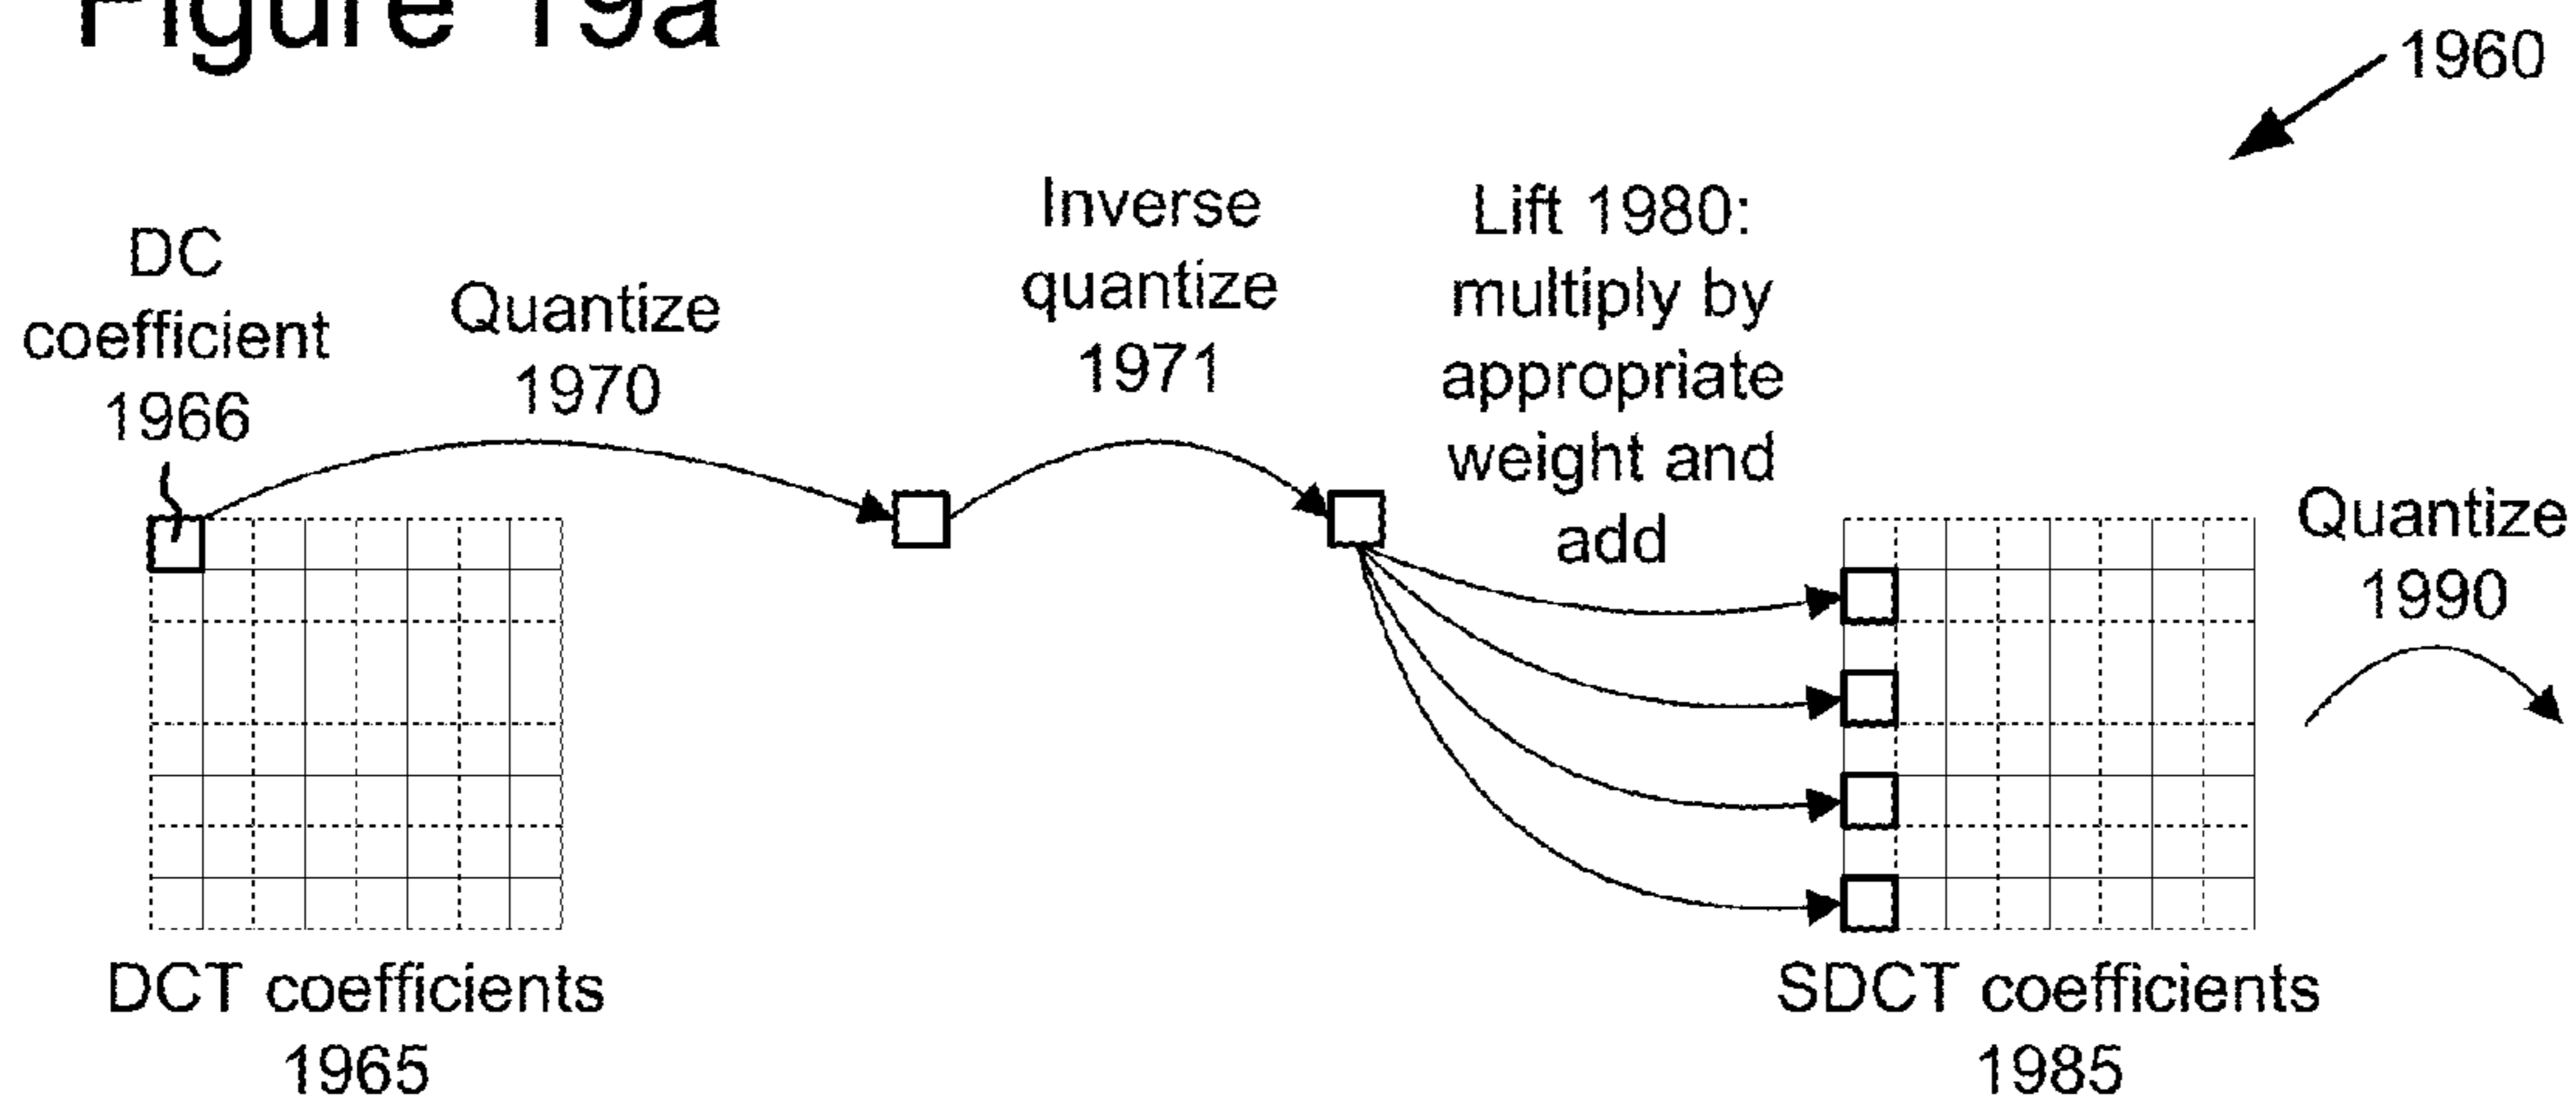 Figure 19a
1960
DC
coefficient
1966
Quantize
1970
Inverse
quantize
1971
Lift 1980:
multiply by
appropriate
weight and
add
Quantize
1990
DCT coefficients
1965
SDCT coefficients
1985